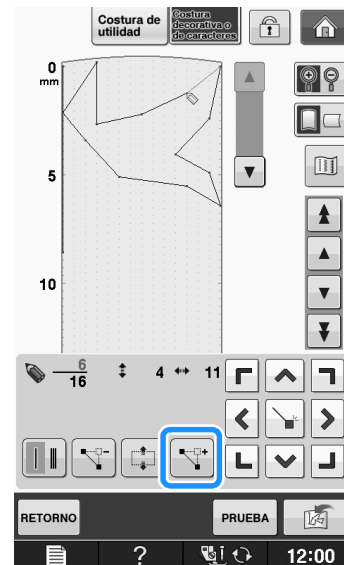 Costura de
utilidad
Costura
decorativa o
de caracteres
0
mm
5
10
6
16
4
11
RETORNO
PRUEBA
?
12:00